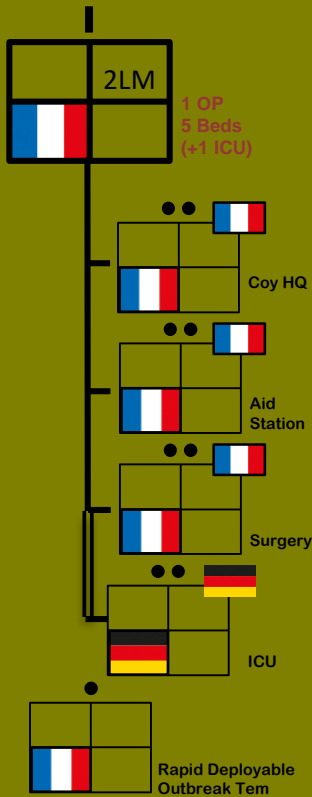 2LM
1 OP
5 Beds
(+1 ICU)
Coy HQ
Aid
Station
Surgery
ICU
Rapid Deployable
Outbreak Tem